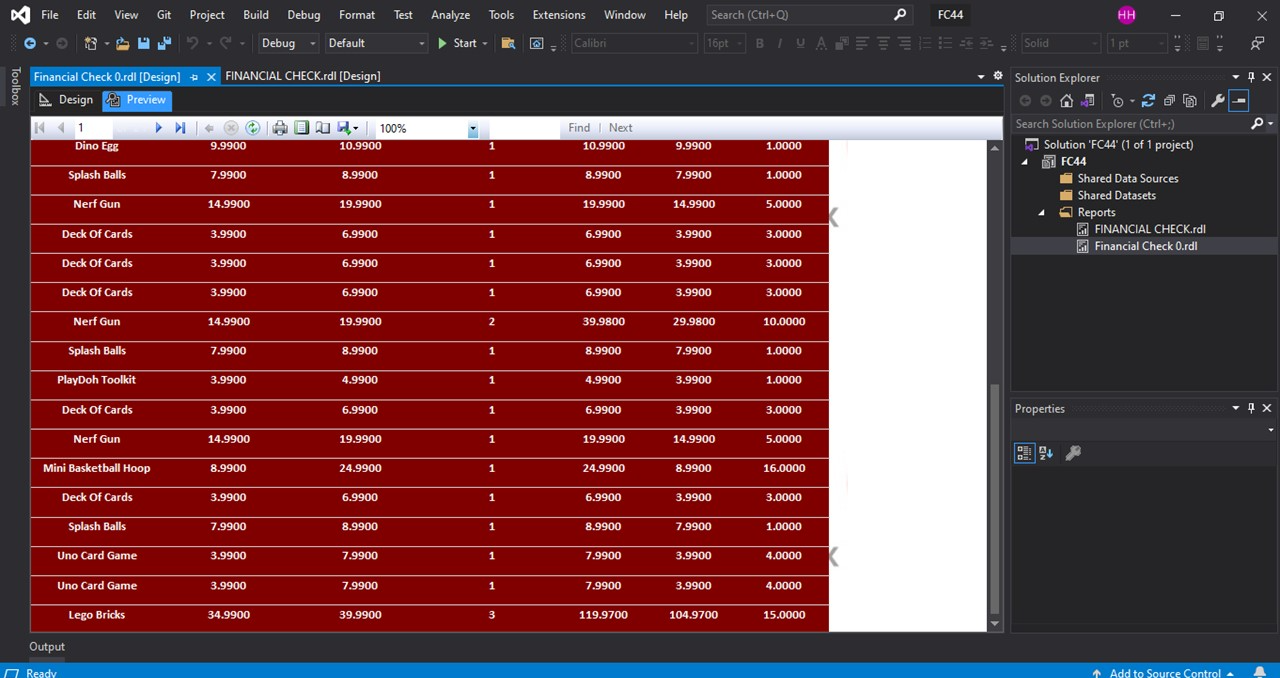 File Edit View Git Project Build Debug Format Test Analyze Tools Extensions Window Help Search (Ctrl+Q) FC44 HH
Debug Default Start Calibri 16pt B I U A Solid 1 pt
Toolbox
Financial Check 0.rdl [Design] FINANCIAL CHECK.rdl [Design]
Design Preview
1 100% Find | Next
Dino Egg 9.9900 10.9900 1 10.9900 9.9900 1.0000
Splash Balls 7.9900 8.9900 1 8.9900 7.9900 1.0000
Nerf Gun 14.9900 19.9900 1 19.9900 14.9900 5.0000
Deck Of Cards 3.9900 6.9900 1 6.9900 3.9900 3.0000
Deck Of Cards 3.9900 6.9900 1 6.9900 3.9900 3.0000
Deck Of Cards 3.9900 6.9900 1 6.9900 3.9900 3.0000
Nerf Gun 14.9900 19.9900 2 39.9800 29.9800 10.0000
Splash Balls 7.9900 8.9900 1 8.9900 7.9900 1.0000
PlayDoh Toolkit 3.9900 4.9900 1 4.9900 3.9900 1.0000
Deck Of Cards 3.9900 6.9900 1 6.9900 3.9900 3.0000
Nerf Gun 14.9900 19.9900 1 19.9900 14.9900 5.0000
Mini Basketball Hoop 8.9900 24.9900 1 24.9900 8.9900 16.0000
Deck Of Cards 3.9900 6.9900 1 6.9900 3.9900 3.0000
Splash Balls 7.9900 8.9900 1 8.9900 7.9900 1.0000
Uno Card Game 3.9900 7.9900 1 7.9900 3.9900 4.0000
Uno Card Game 3.9900 7.9900 1 7.9900 3.9900 4.0000
Lego Bricks 34.9900 39.9900 3 119.9700 104.9700 15.0000
Solution Explorer
Search Solution Explorer (Ctrl+;)
Solution 'FC44' (1 of 1 project)
FC44
Shared Data Sources
Shared Datasets
Reports
FINANCIAL CHECK.rdl
Financial Check 0.rdl
Properties
Output
Ready Add to Source Control